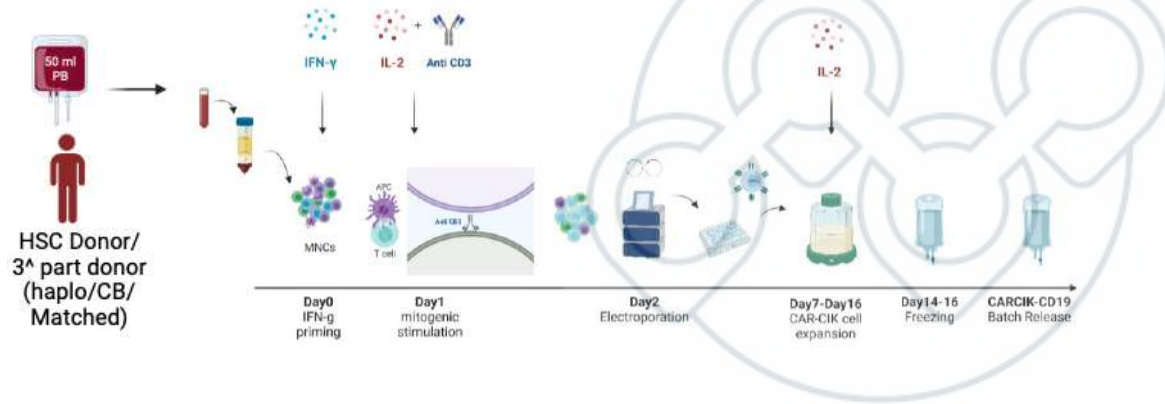 50 ml
PB
HSC Donor/
3^ part donor
(haplo/CB/
Matched)
IFN-γ
IL-2
+
Anti CD3
IL-2
MNCs
APC
T cell
Anti CD3
Day0
IFN-g
priming
Day1
mitogenic
stimulation
Day2
Electroporation
Day7-Day16
CAR-CIK cell
expansion
Day14-16
Freezing
CARCIK-CD19
Batch Release